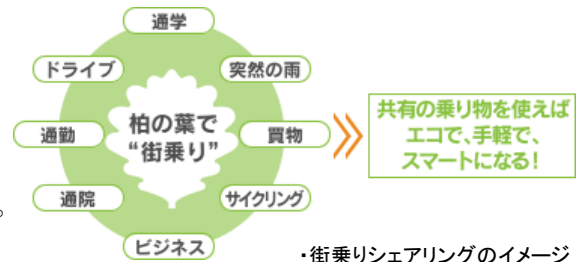 通学
ドライブ
突然の雨
通勤
柏の葉で
“街乗り”
買物
通院
サイクリング
ビジネス
共有の乗り物を使えば
エコで、手軽で、
スマートになる！
。
・街乗りシェアリングのイメージ